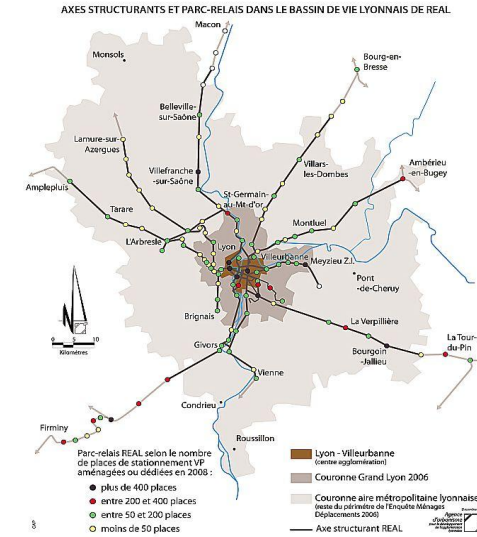 AXES STRUCTURANTS ET PARC-RELAIS DANS LE BASSIN DE VIE LYONNAIS DE REAL
Macon
Monsols
Bourg-en-
Bresse
Belleville-
sur-Saône
Lamure-sur-
Azergues
Villefranche
-sur-Saône
Villars-
les-Dombes
Ambérieu
-en-Bugey
Amplepluis
St-Germain-
au-Mt-d'or
Tarare
Montluel
L'Arbresle
Lyon
Villeurbanne
Meyzieu Z.I.
Pont
-de-Cheruy
N
0 5 10
Kilomètres
Brignais
La Verpillière
Givors
Bourgoin
-Jallieu
La Tour-
du-Pin
Vienne
Condrieu
Firminy
Roussillon
Parc-relais REAL selon le nombre
de places de stationnement VP
aménagées ou dédiées en 2008 :
plus de 400 places
entre 200 et 400 places
entre 50 et 200 places
moins de 50 places
Lyon - Villeurbanne
(centre agglomération)
Couronne Grand Lyon 2006
Couronne aire métropolitaine lyonnaise
(reste du périmètre de l'Enquête Ménages
Déplacements 2006)
Axe structurant REAL
Agence
d'urbanisme